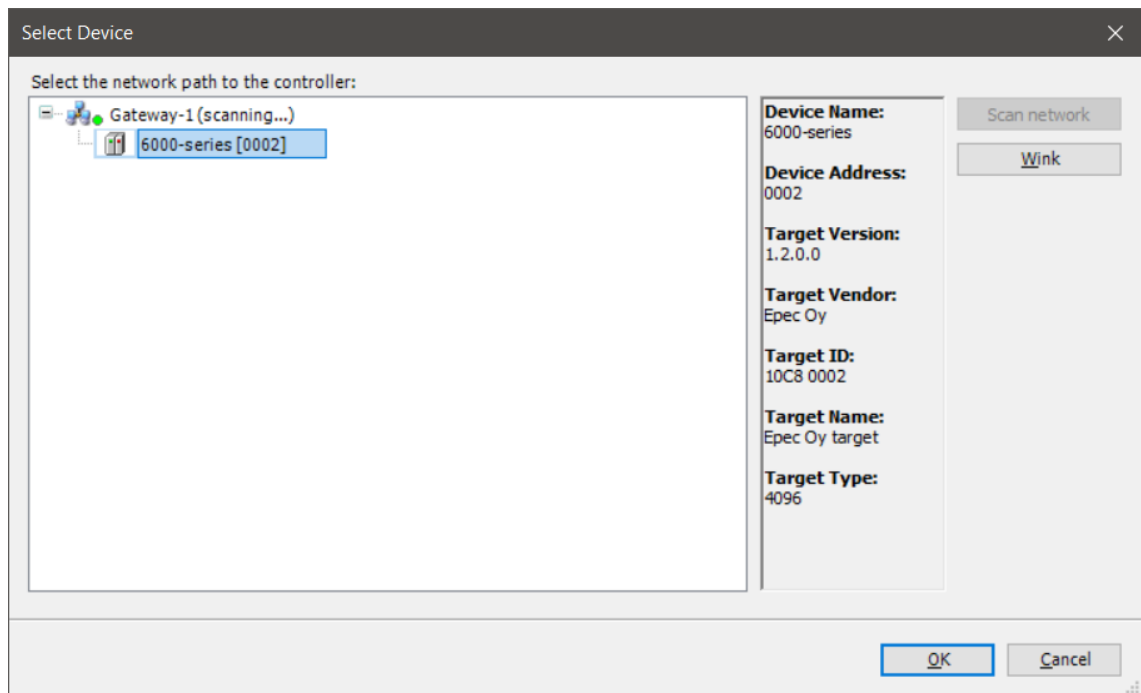 Select Device
Select the network path to the controller:
Gateway-1 (scanning...)
6000-series [0002]
Device Name:
6000-series
Device Address:
0002
Target Version:
1.2.0.0
Target Vendor:
Epec Oy
Target ID:
10C8 0002
Target Name:
Epec Oy target
Target Type:
4096
Scan network
Wink
OK
Cancel